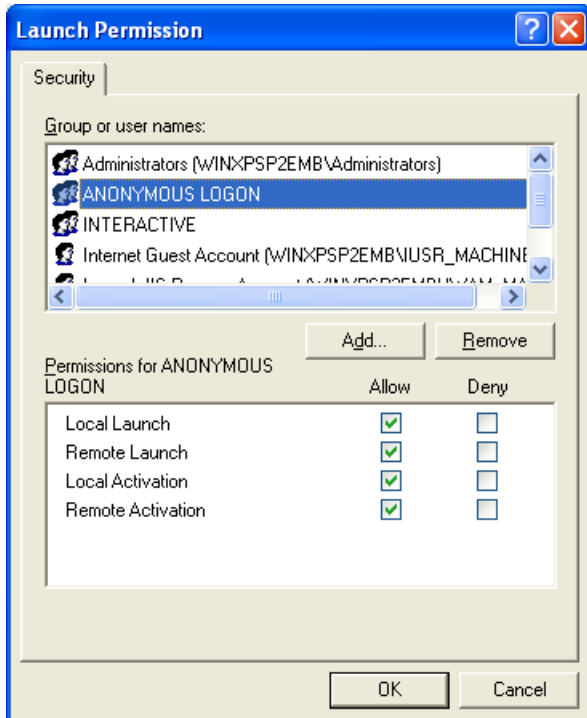 Launch Permission
Security
Group or user names:
Administrators (WINXPSP2EMB\Administrators)
ANONYMOUS LOGON
INTERACTIVE
Internet Guest Account (WINXPSP2EMB\IUSR_MACHINE
Add...
Remove
Permissions for ANONYMOUS
LOGON
Allow
Deny
Local Launch
Remote Launch
Local Activation
Remote Activation
OK
Cancel